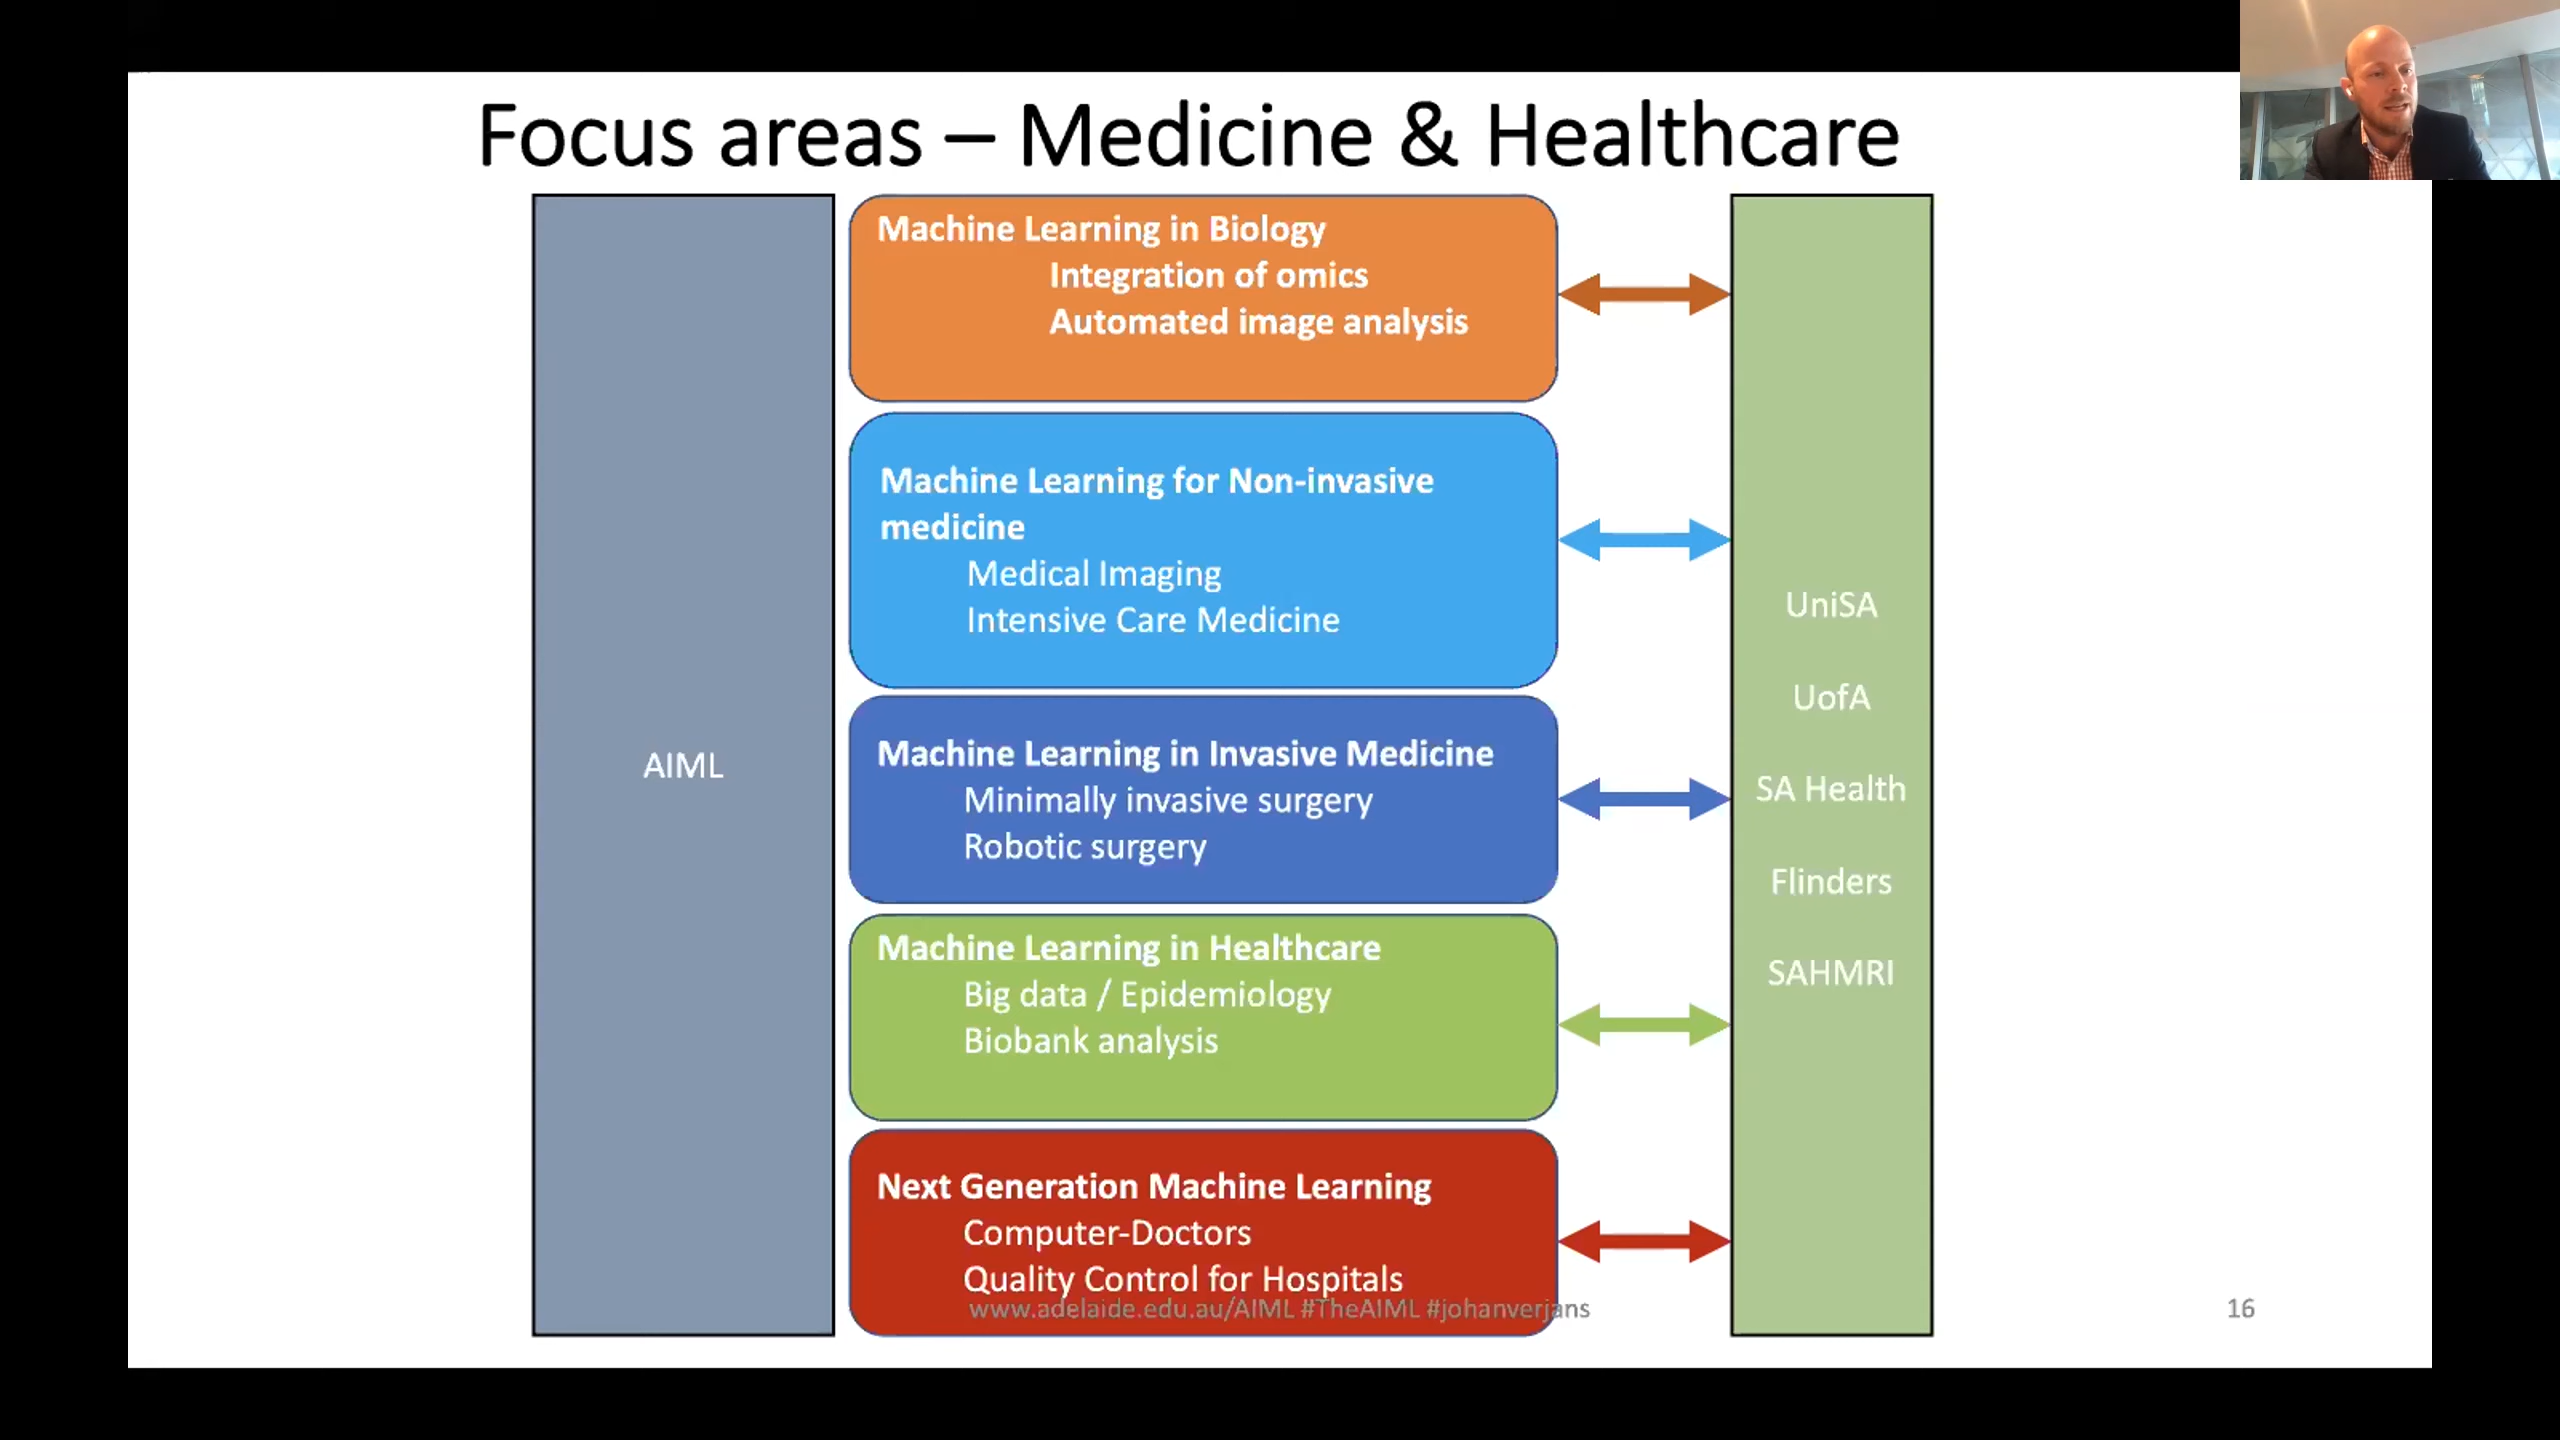 Focus areas – Medicine & Healthcare
AIML
Machine Learning in Biology
Integration of omics
Automated image analysis
Machine Learning for Non-invasive
medicine
Medical Imaging
Intensive Care Medicine
Machine Learning in Invasive Medicine
Minimally invasive surgery
Robotic surgery
Machine Learning in Healthcare
Big data / Epidemiology
Biobank analysis
Next Generation Machine Learning
Computer-Doctors
Quality Control for Hospitals
UniSA
UofA
SA Health
Flinders
SAHMRI
www.adelaide.edu.au/AIML #TheAIML #johanverjans
16